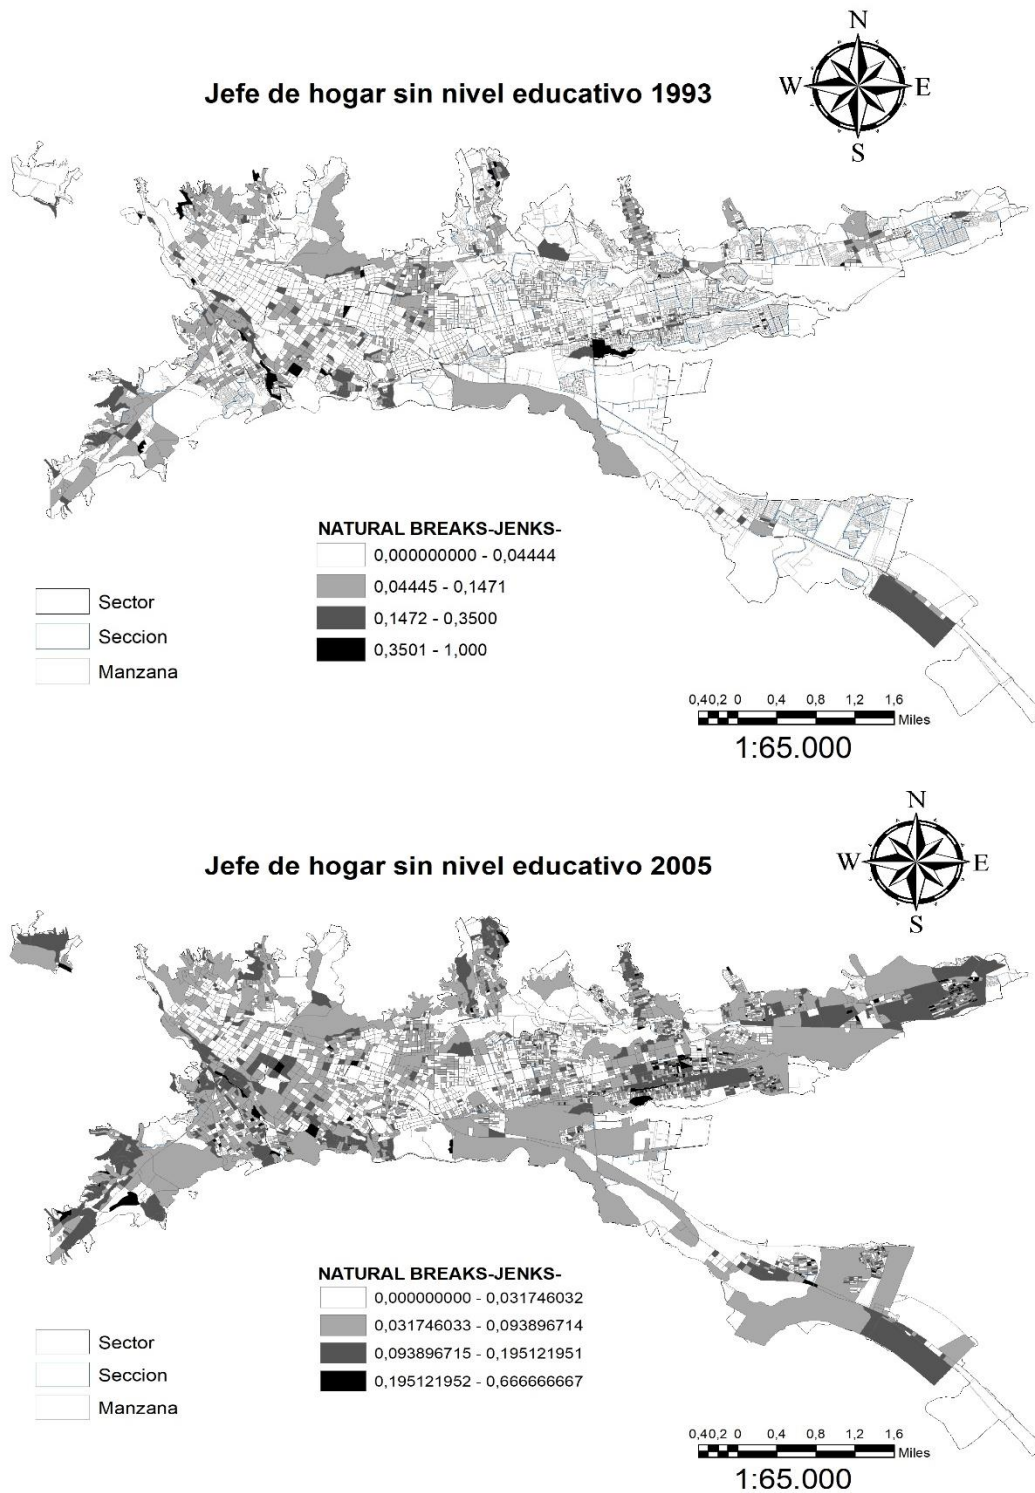 N
Jefe de hogar sin nivel educativo 1993
W E
S
NATURAL BREAKS-JENKS-
0,000000000 - 0,04444
0,04445 - 0,1471
0,1472 - 0,3500
0,3501 - 1,000
Sector
Seccion
Manzana
0,40,2 0 0,4 0,8 1,2 1,6
Miles
1:65.000
N
Jefe de hogar sin nivel educativo 2005
W E
S
NATURAL BREAKS-JENKS-
0,000000000 - 0,031746032
0,031746033 - 0,093896714
0,093896715 - 0,195121951
0,195121952 - 0,666666667
Sector
Seccion
Manzana
0,40,2 0 0,4 0,8 1,2 1,6
Miles
1:65.000